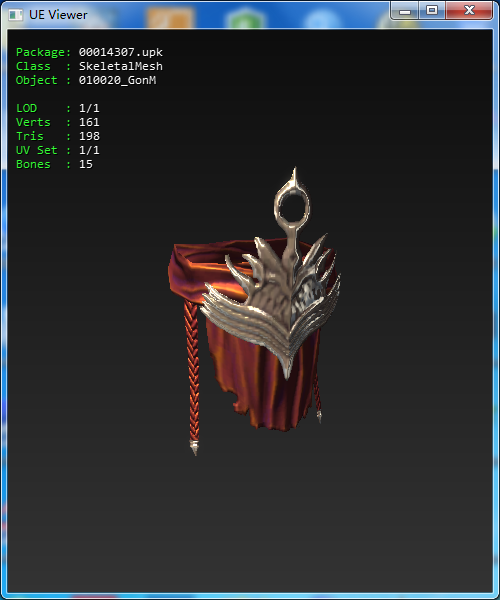 UE Viewer
Package: 00014307.upk
Class : SkeletalMesh
Object : 010020_GonM
LOD : 1/1
Verts : 161
Tris : 198
UV Set : 1/1
Bones : 15